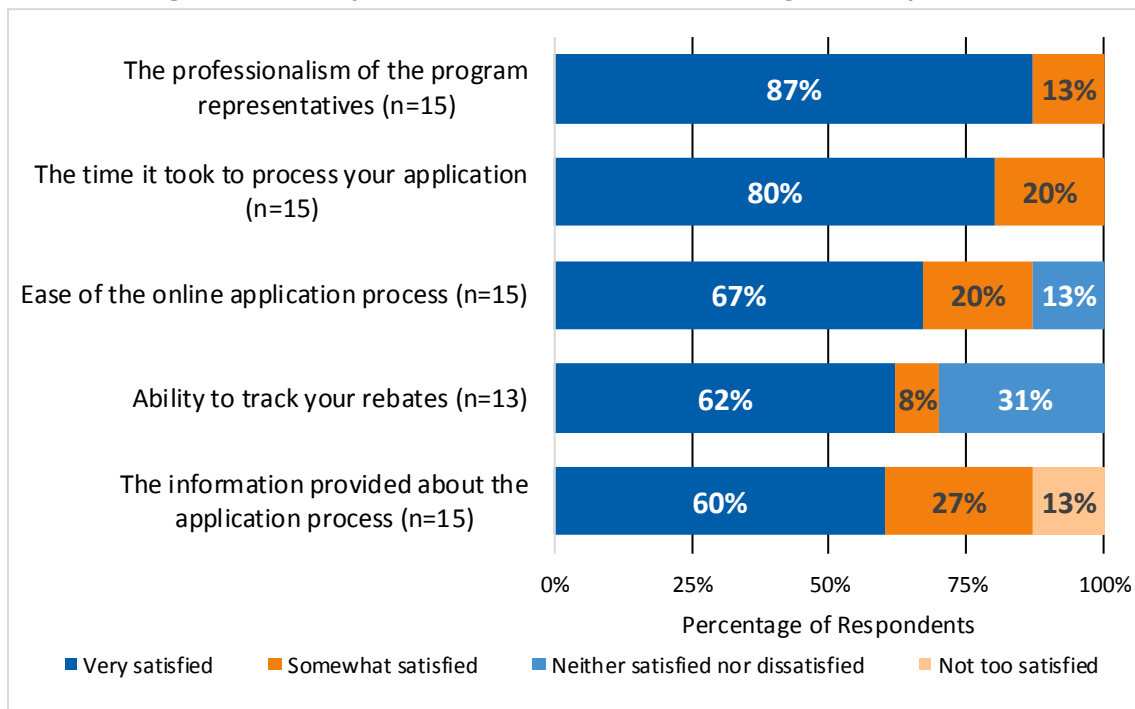 The professionalism of the program
representatives (n=15)
87%
13%
The time it took to process your application
(n=15)
80%
20%
Ease of the online application process (n=15)
67%
20%
13%
Ability to track your rebates (n=13)
62%
8%
31%
The information provided about the
application process (n=15)
60%
27%
13%
0%
25%
50%
75%
100%
Percentage of Respondents
Very satisfied
Somewhat satisfied
Neither satisfied nor dissatisfied
Not too satisfied